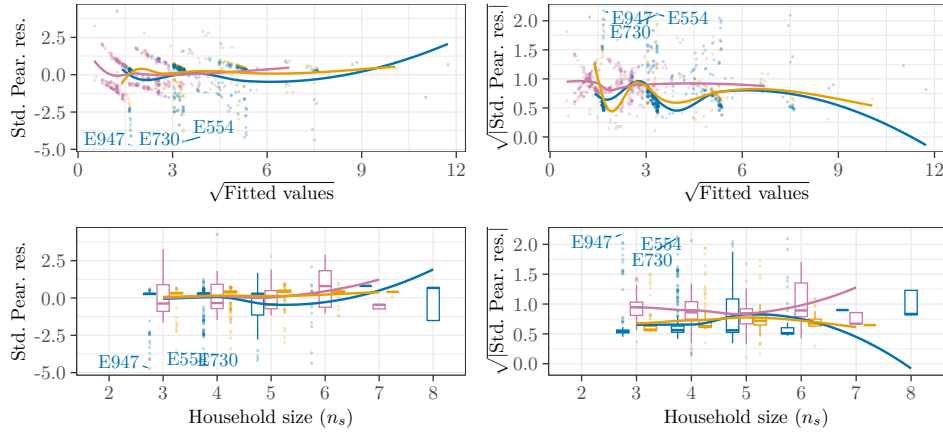 Std. Pear. res.
2.5
0.0
-2.5
-5.0
E947
E730
E554
0
3
6
9
12
√Fitted values
√|Std. Pear. res.|
2.0
1.5
1.0
0.5
0.0
E947
E554
E730
0
3
6
9
12
√Fitted values
Std. Pear. res.
2.5
0.0
-2.5
-5.0
E947
E554
E730
2
3
4
5
6
7
8
Household size (nₛ)
√|Std. Pear. res.|
2.0
1.5
1.0
0.5
0.0
E947
E554
E730
2
3
4
5
6
7
8
Household size (nₛ)